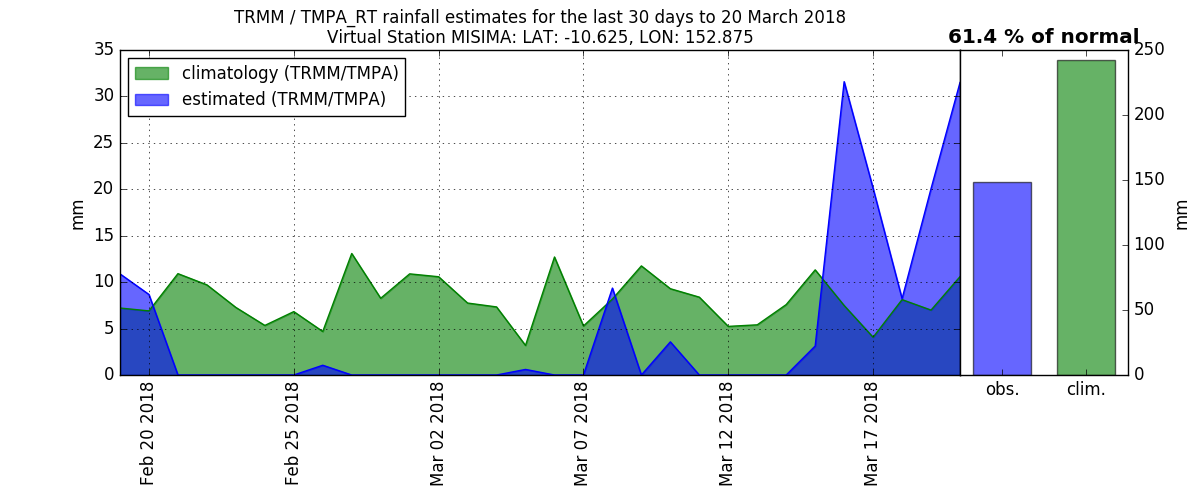 TRMM / TMPA_RT rainfall estimates for the last 30 days to 20 March 2018
Virtual Station MISIMA: LAT: -10.625, LON: 152.875
61.4 % of normal
climatology (TRMM/TMPA)
estimated (TRMM/TMPA)
35
30
25
20
15
10
5
0
mm
Feb 20 2018
Feb 25 2018
Mar 02 2018
Mar 07 2018
Mar 12 2018
Mar 17 2018
obs.
clim.
250
200
150
100
50
0
mm